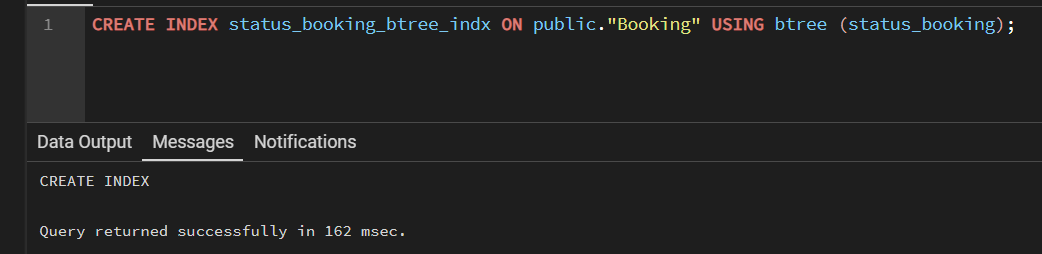 1 CREATE INDEX status_booking_btree_indx ON public."Booking" USING btree (status_booking);
Data Output Messages Notifications
CREATE INDEX
Query returned successfully in 162 msec.